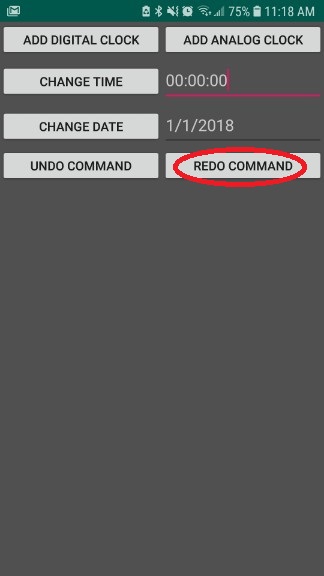 75% 11:18 AM
ADD DIGITAL CLOCK ADD ANALOG CLOCK
CHANGE TIME 00:00:00
CHANGE DATE 1/1/2018
UNDO COMMAND REDO COMMAND